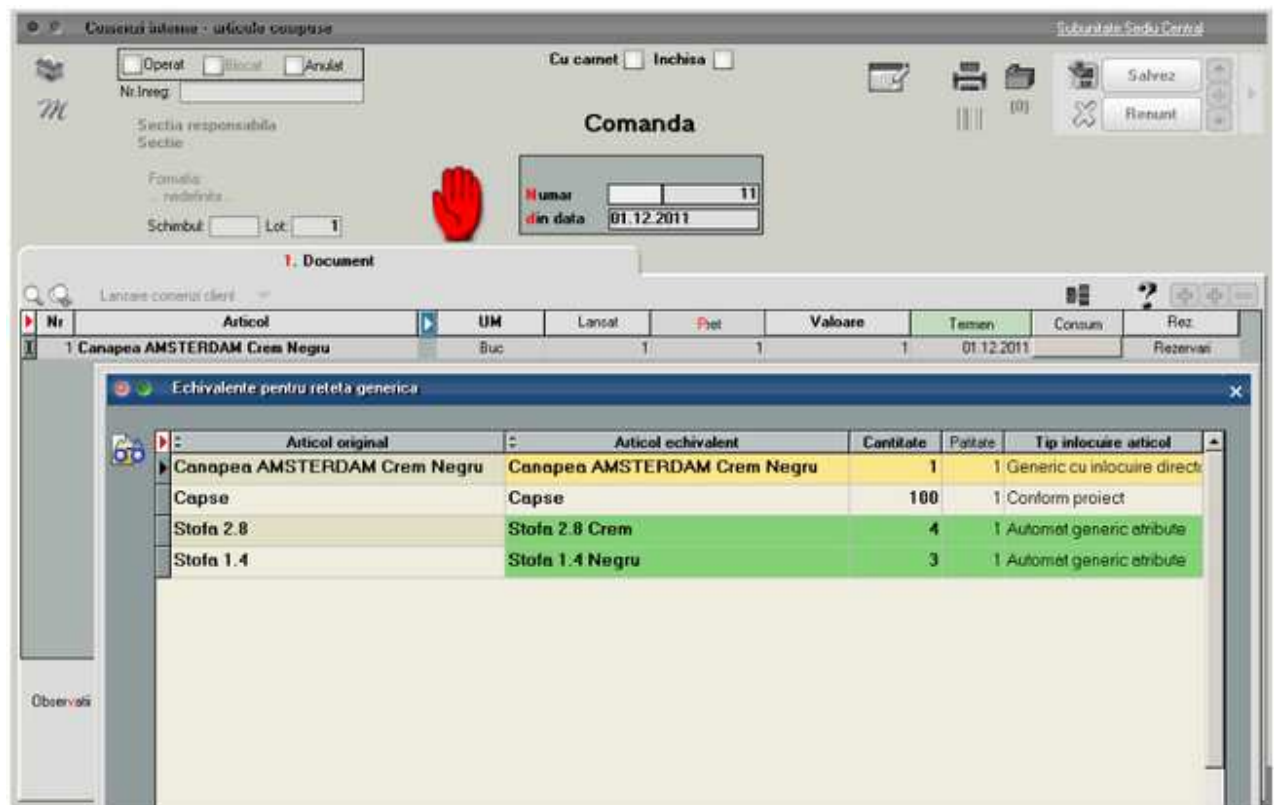 Comenzi interne - articole compuse
Subunitate Sediu Central
Operat Blocat Anulat
Cu carnet Inchisa
Nr.Inreg:
Salvez
M
(0)
Renunt
Sectia responsabila
Comanda
Sectie
Formatia:
... nedefinita ...
Numar 11
din data 01.12.2011
Schimbul: Lot: 1
1. Document
Lansare comenzi client
?
Nr Articol UM Lansat Pret Valoare Termen Consum Rez.
1 Canapea AMSTERDAM Crem Negru Buc 1 1 1 01.12.2011 Rezervari
Echivalente pentru reteta generica
Articol original Articol echivalent Cantitate Paritate Tip inlocuire articol
Canapea AMSTERDAM Crem Negru Canapea AMSTERDAM Crem Negru 1 1 Generic cu inlocuire direct
Capse Capse 100 1 Conform proiect
Stofa 2.8 Stofa 2.8 Crem 4 1 Automat generic atribute
Stofa 1.4 Stofa 1.4 Negru 3 1 Automat generic atribute
Observatii